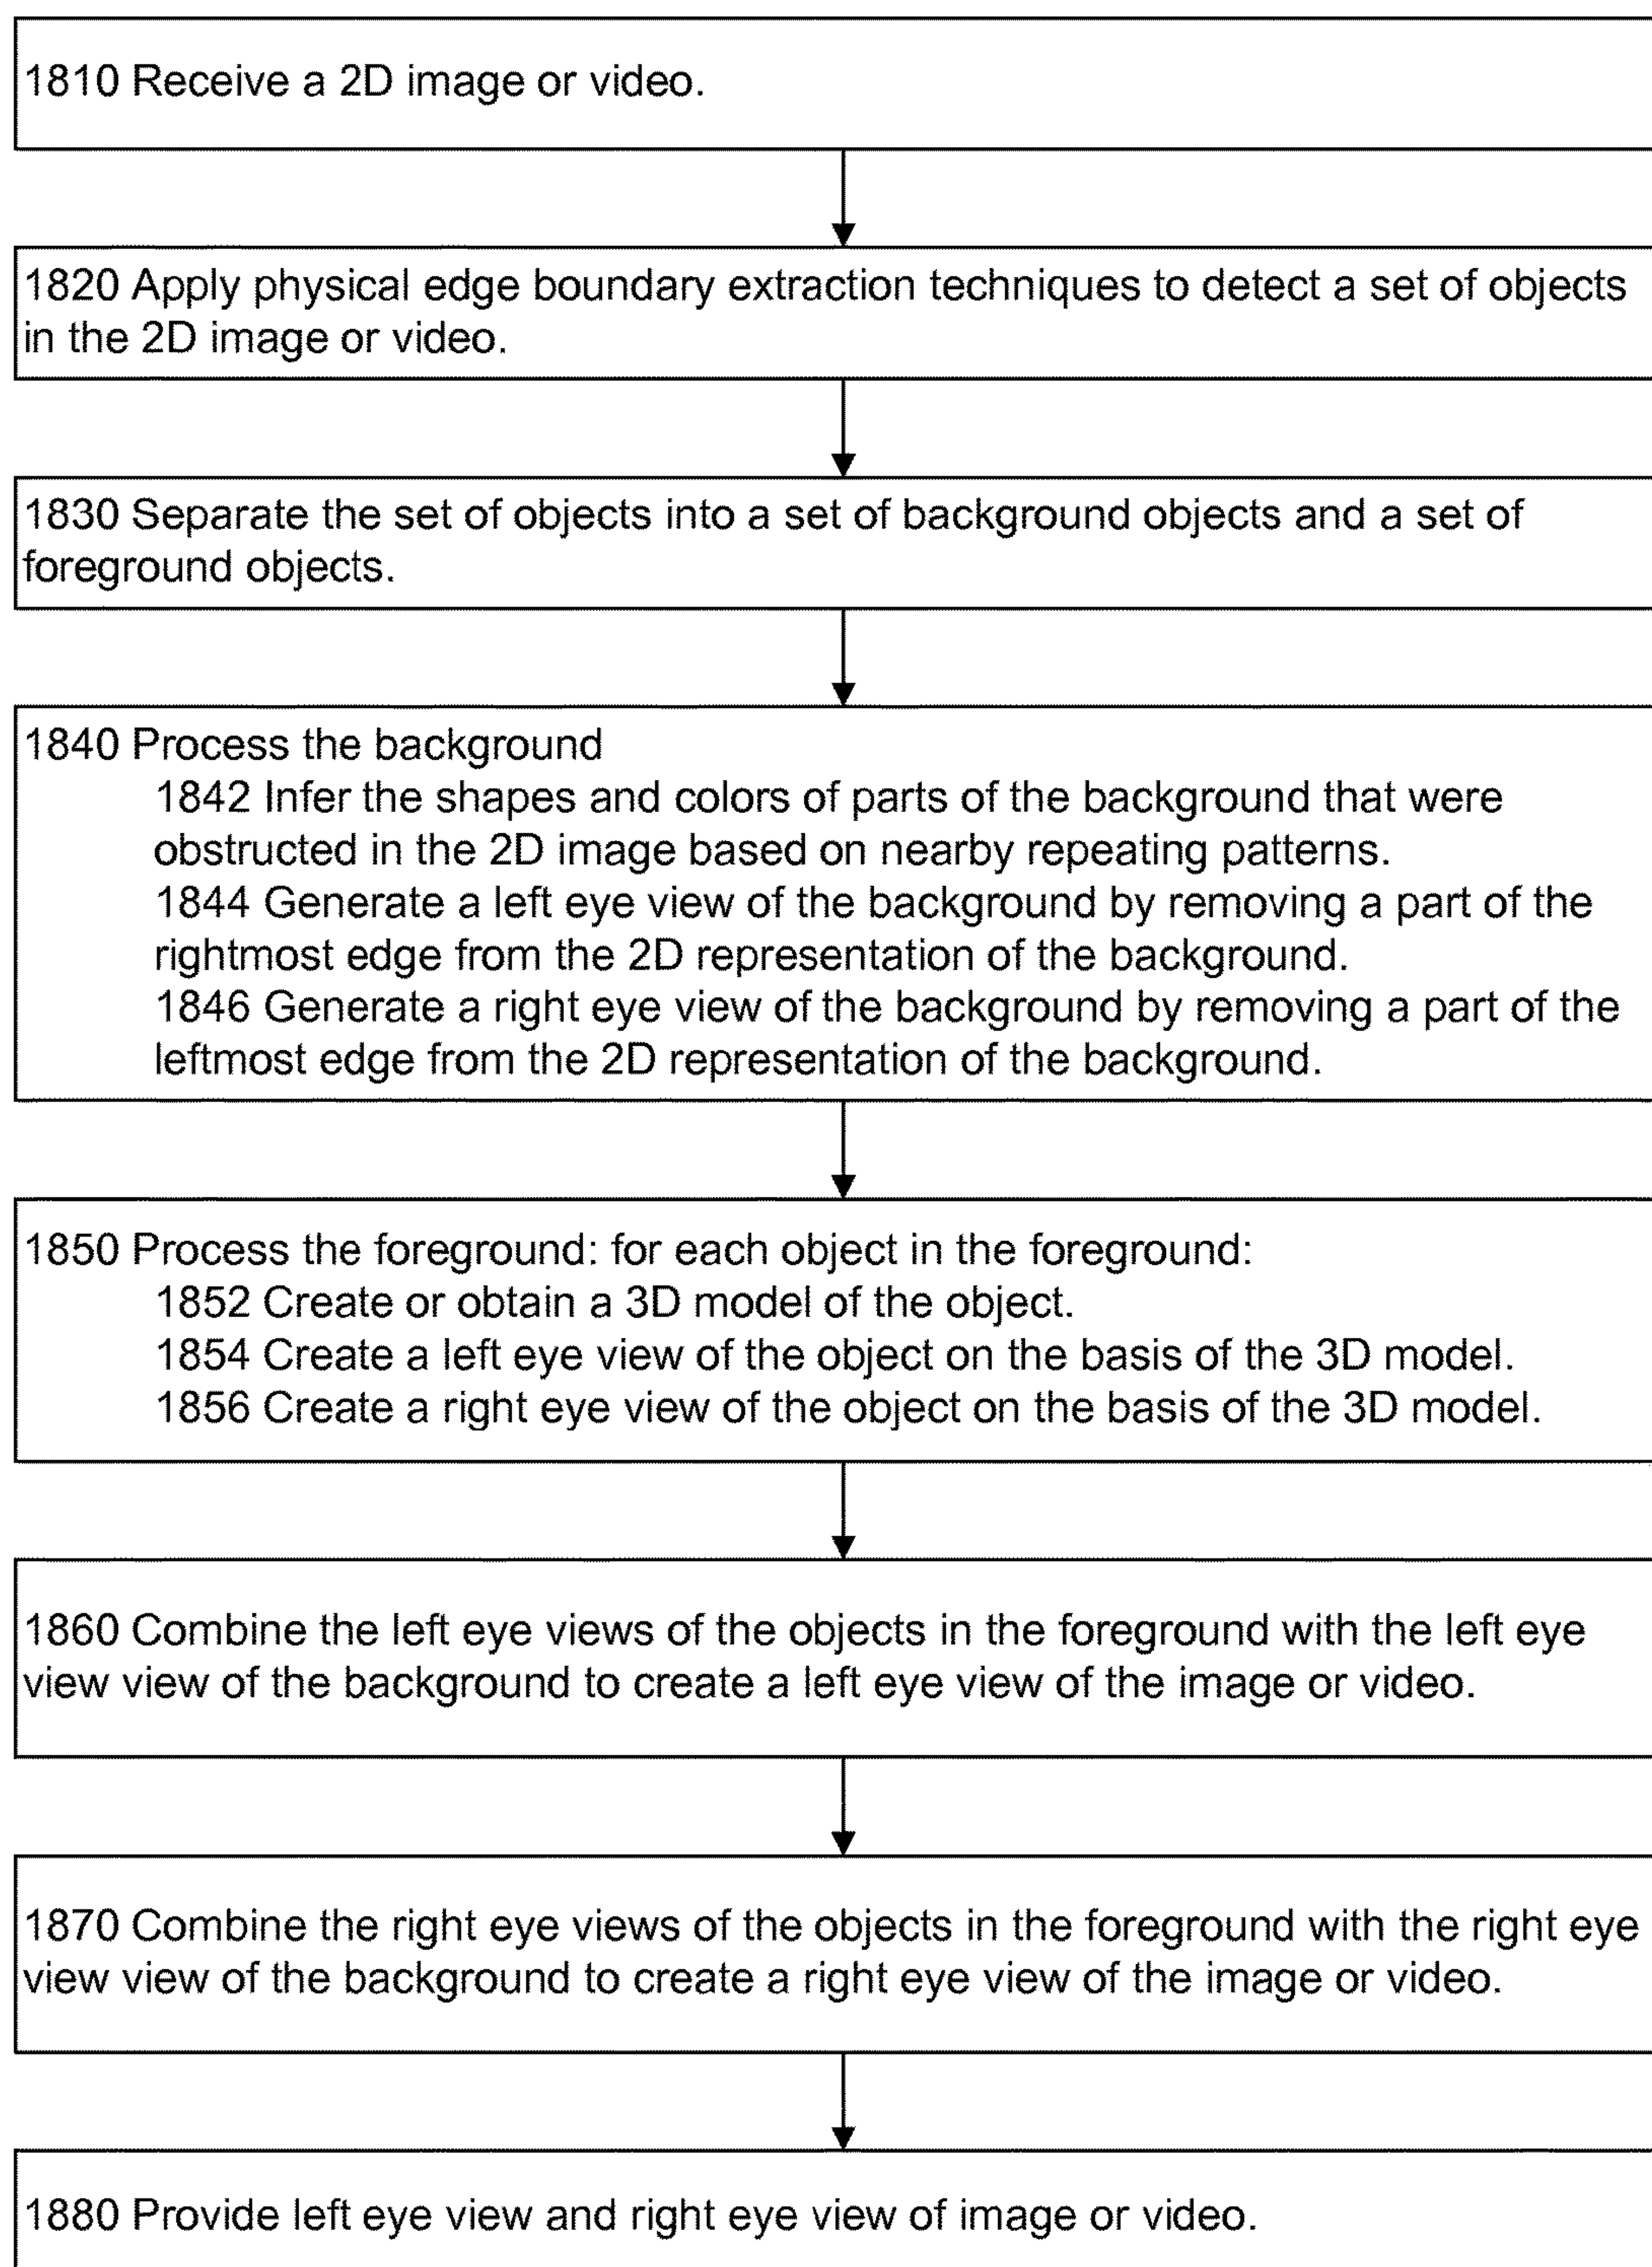 1810 Receive a 2D image or video.
1820 Apply physical edge boundary extraction techniques to detect a set of objects
in the 2D image or video.
1830 Separate the set of objects into a set of background objects and a set of
foreground objects.
1840 Process the background
1842 Infer the shapes and colors of parts of the background that were
obstructed in the 2D image based on nearby repeating patterns.
1844 Generate a left eye view of the background by removing a part of the
rightmost edge from the 2D representation of the background.
1846 Generate a right eye view of the background by removing a part of the
leftmost edge from the 2D representation of the background.
1850 Process the foreground: for each object in the foreground:
1852 Create or obtain a 3D model of the object.
1854 Create a left eye view of the object on the basis of the 3D model.
1856 Create a right eye view of the object on the basis of the 3D model.
1860 Combine the left eye views of the objects in the foreground with the left eye
view view of the background to create a left eye view of the image or video.
1870 Combine the right eye views of the objects in the foreground with the right eye
view view of the background to create a right eye view of the image or video.
1880 Provide left eye view and right eye view of image or video.